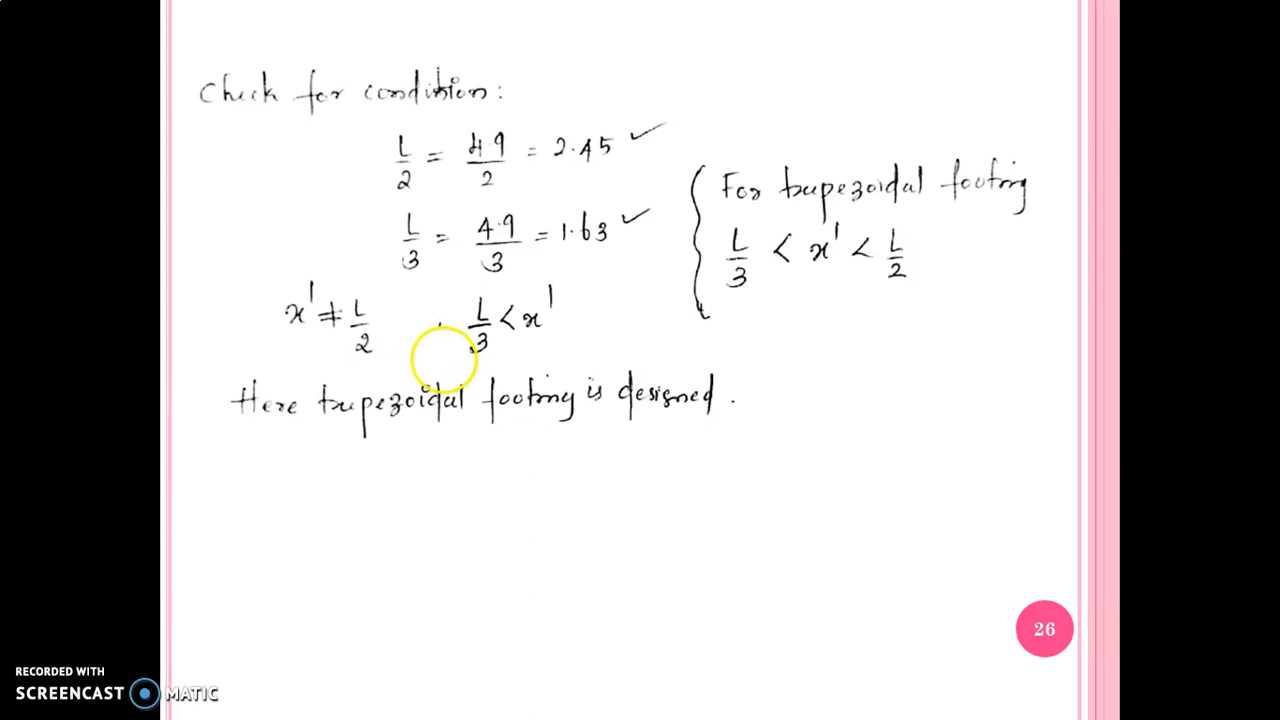 Check for condition:
L/2 = 4.9/2 = 2.45 ✓
L/3 = 4.9/3 = 1.63 ✓
{ For trapezoidal footing
L/3 < x' < L/2
x' ≠ L/2 , L/3 < x'
Here trapezoidal footing is designed.
26
RECORDED WITH
SCREENCAST MATIC